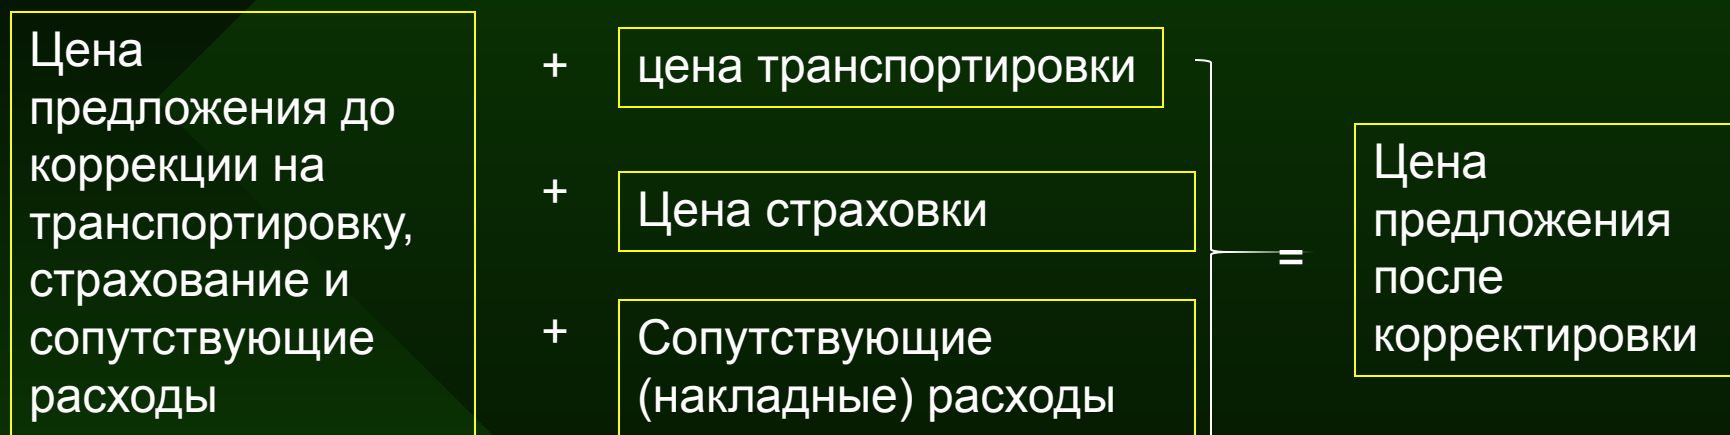 Цена
предложения до
коррекции на
транспортировку,
страхование и
сопутствующие
расходы
+
цена транспортировки
+
Цена страховки
+
Сопутствующие
(накладные) расходы
=
Цена
предложения
после
корректировки